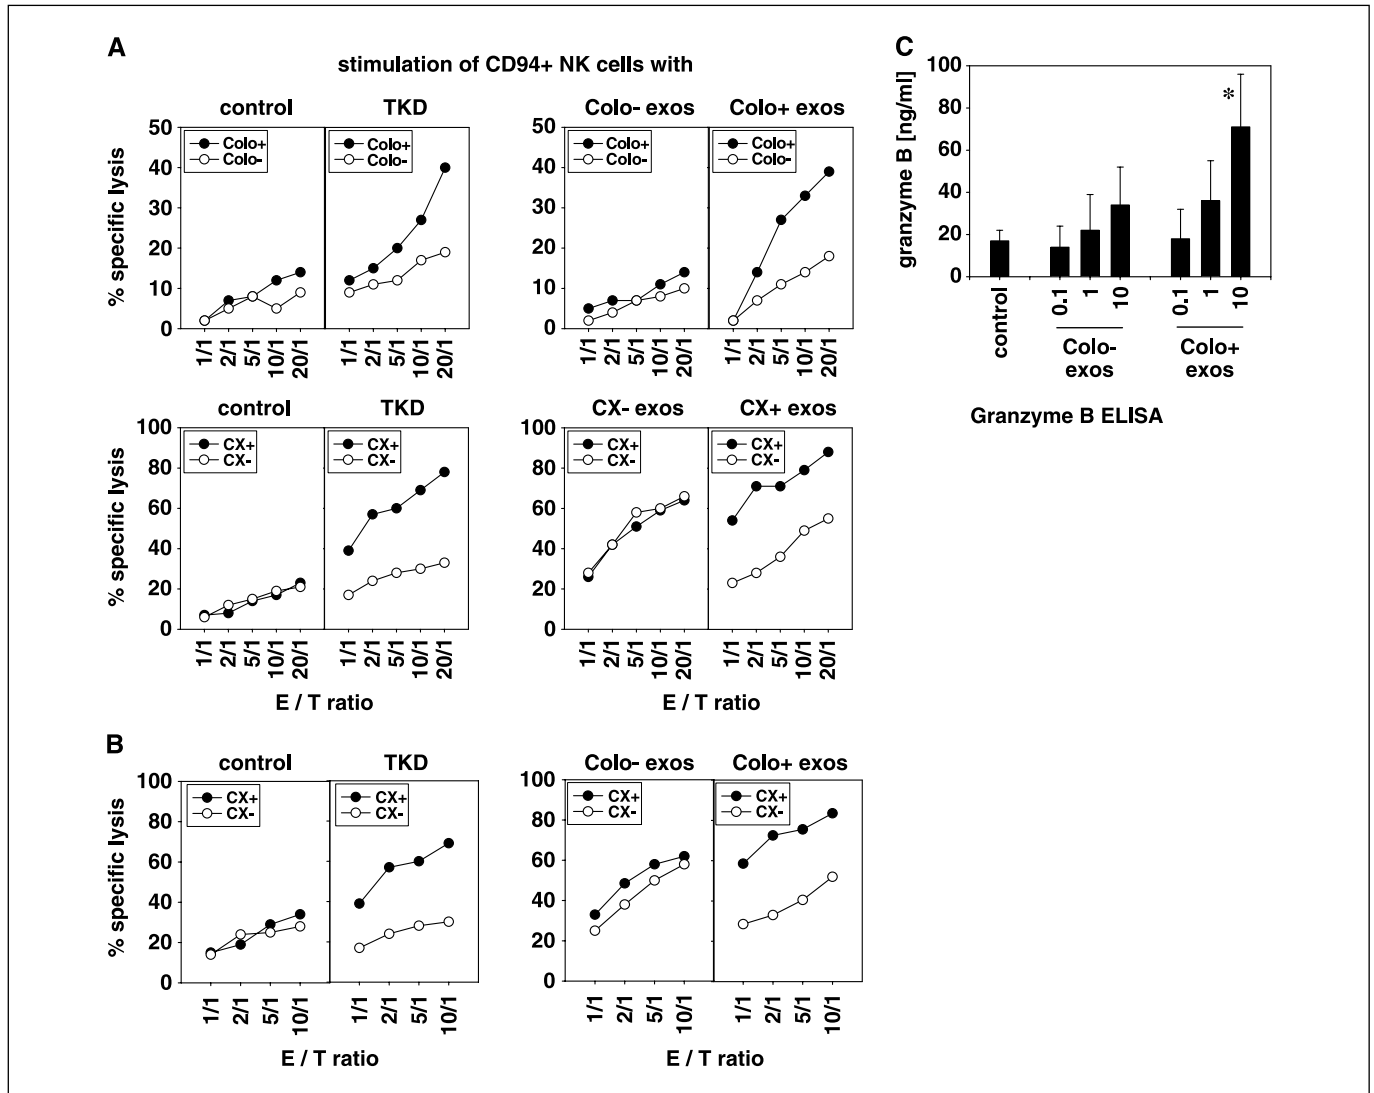 A
stimulation of CD94+ NK cells with
control
TKD
Colo- exos
Colo+ exos
% specific lysis
50
40
30
20
10
0
Colo+
Colo-
Colo+
Colo-
50
40
30
20
10
0
Colo+
Colo-
Colo+
Colo-
1/1 2/1 5/1 10/1 20/1
1/1 2/1 5/1 10/1 20/1
1/1 2/1 5/1 10/1 20/1
1/1 2/1 5/1 10/1 20/1
control
TKD
CX- exos
CX+ exos
% specific lysis
100
80
60
40
20
0
CX+
CX-
CX+
CX-
100
80
60
40
20
0
CX+
CX-
CX+
CX-
1/1 2/1 5/1 10/1 20/1
1/1 2/1 5/1 10/1 20/1
1/1 2/1 5/1 10/1 20/1
1/1 2/1 5/1 10/1 20/1
E / T ratio
E / T ratio
B
control
TKD
Colo- exos
Colo+ exos
% specific lysis
100
80
60
40
20
0
CX+
CX-
CX+
CX-
100
80
60
40
20
0
CX+
CX-
CX+
CX-
1/1 2/1 5/1 10/1
1/1 2/1 5/1 10/1
1/1 2/1 5/1 10/1
1/1 2/1 5/1 10/1
E / T ratio
E / T ratio
C
granzyme B [ng/ml]
100
80
60
40
20
0
*
control
0.1 1 10
0.1 1 10
Colo-
exos
Colo+
exos
Granzyme B ELISA